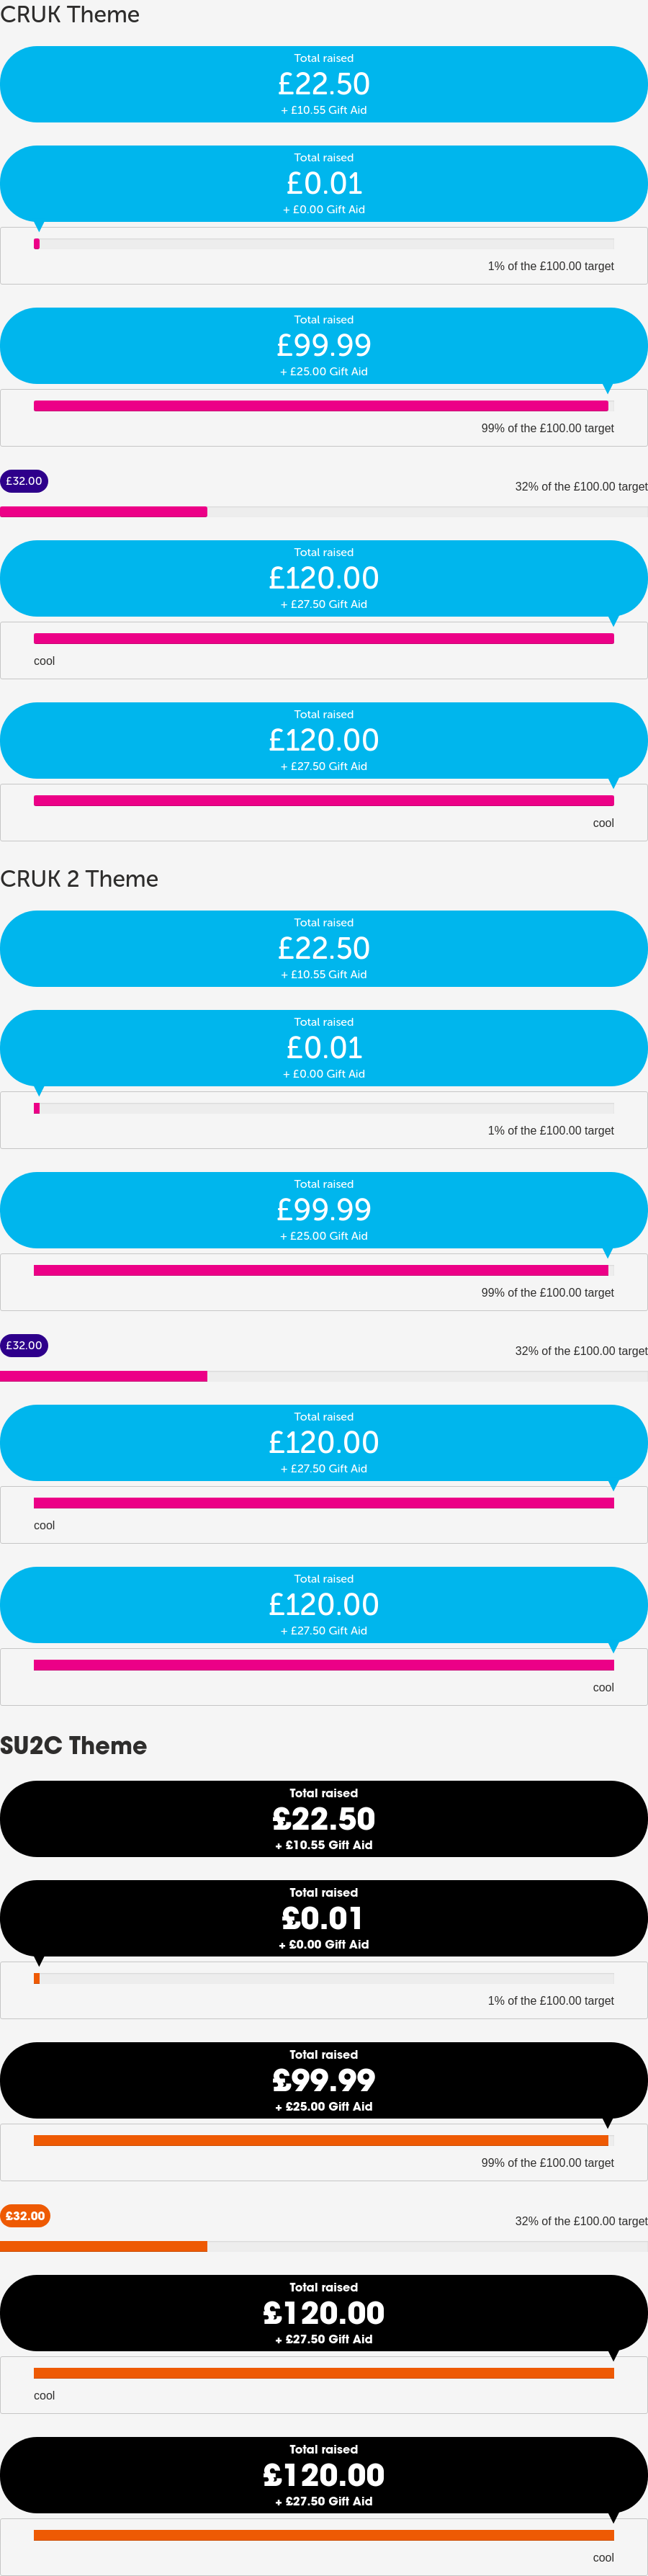 CRUK Theme
Total raised
£22.50
+ £10.55 Gift Aid
Total raised
£0.01
+ £0.00 Gift Aid
1% of the £100.00 target
Total raised
£99.99
+ £25.00 Gift Aid
99% of the £100.00 target
£32.00
32% of the £100.00 target
Total raised
£120.00
+ £27.50 Gift Aid
cool
Total raised
£120.00
+ £27.50 Gift Aid
cool
CRUK 2 Theme
Total raised
£22.50
+ £10.55 Gift Aid
Total raised
£0.01
+ £0.00 Gift Aid
1% of the £100.00 target
Total raised
£99.99
+ £25.00 Gift Aid
99% of the £100.00 target
£32.00
32% of the £100.00 target
Total raised
£120.00
+ £27.50 Gift Aid
cool
Total raised
£120.00
+ £27.50 Gift Aid
cool
SU2C Theme
Total raised
£22.50
+ £10.55 Gift Aid
Total raised
£0.01
+ £0.00 Gift Aid
1% of the £100.00 target
Total raised
£99.99
+ £25.00 Gift Aid
99% of the £100.00 target
£32.00
32% of the £100.00 target
Total raised
£120.00
+ £27.50 Gift Aid
cool
Total raised
£120.00
+ £27.50 Gift Aid
cool